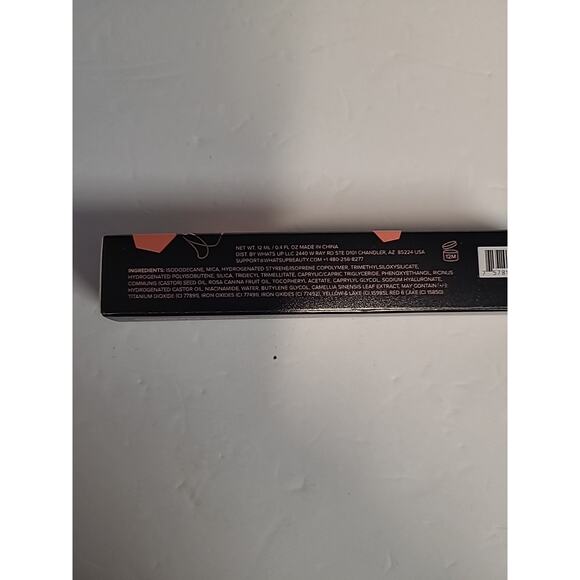 NET WT. 12 ML / 0.4 FL OZ MADE IN CHINA
DIST. BY WHATS UP LLC 2440 W RAY RD STE D101 CHANDLER, AZ 85224 USA
SUPPORT@WHATSUPBEAUTY.COM +1 480-256-8277
12M
INGREDIENTS: ISODODECANE, MICA, HYDROGENATED STYRENE/ISOPRENE COPOLYMER, TRIMETHYLSILOXYSILICATE,
HYDROGENATED POLYISOBUTENE, SILICA, TRIDECYL TRIMELLITATE, CAPRYLIC/CAPRIC TRIGLYCERIDE, PHENOXYETHANOL, RICINUS
COMMUNIS (CASTOR) SEED OIL, ROSA CANINA FRUIT OIL, TOCOPHERYL ACETATE, CAPRYLYL GLYCOL, SODIUM HYALURONATE,
HYDROGENATED CASTOR OIL, NIACINAMIDE, WATER, BUTYLENE GLYCOL, CAMELLIA SINENSIS LEAF EXTRACT, MAY CONTAIN (+/-):
TITANIUM DIOXIDE (CI 77891), IRON OXIDES (CI 77491), IRON OXIDES (CI 77492), YELLOW 6 LAKE (CI 15985), RED 6 LAKE (CI 15850).